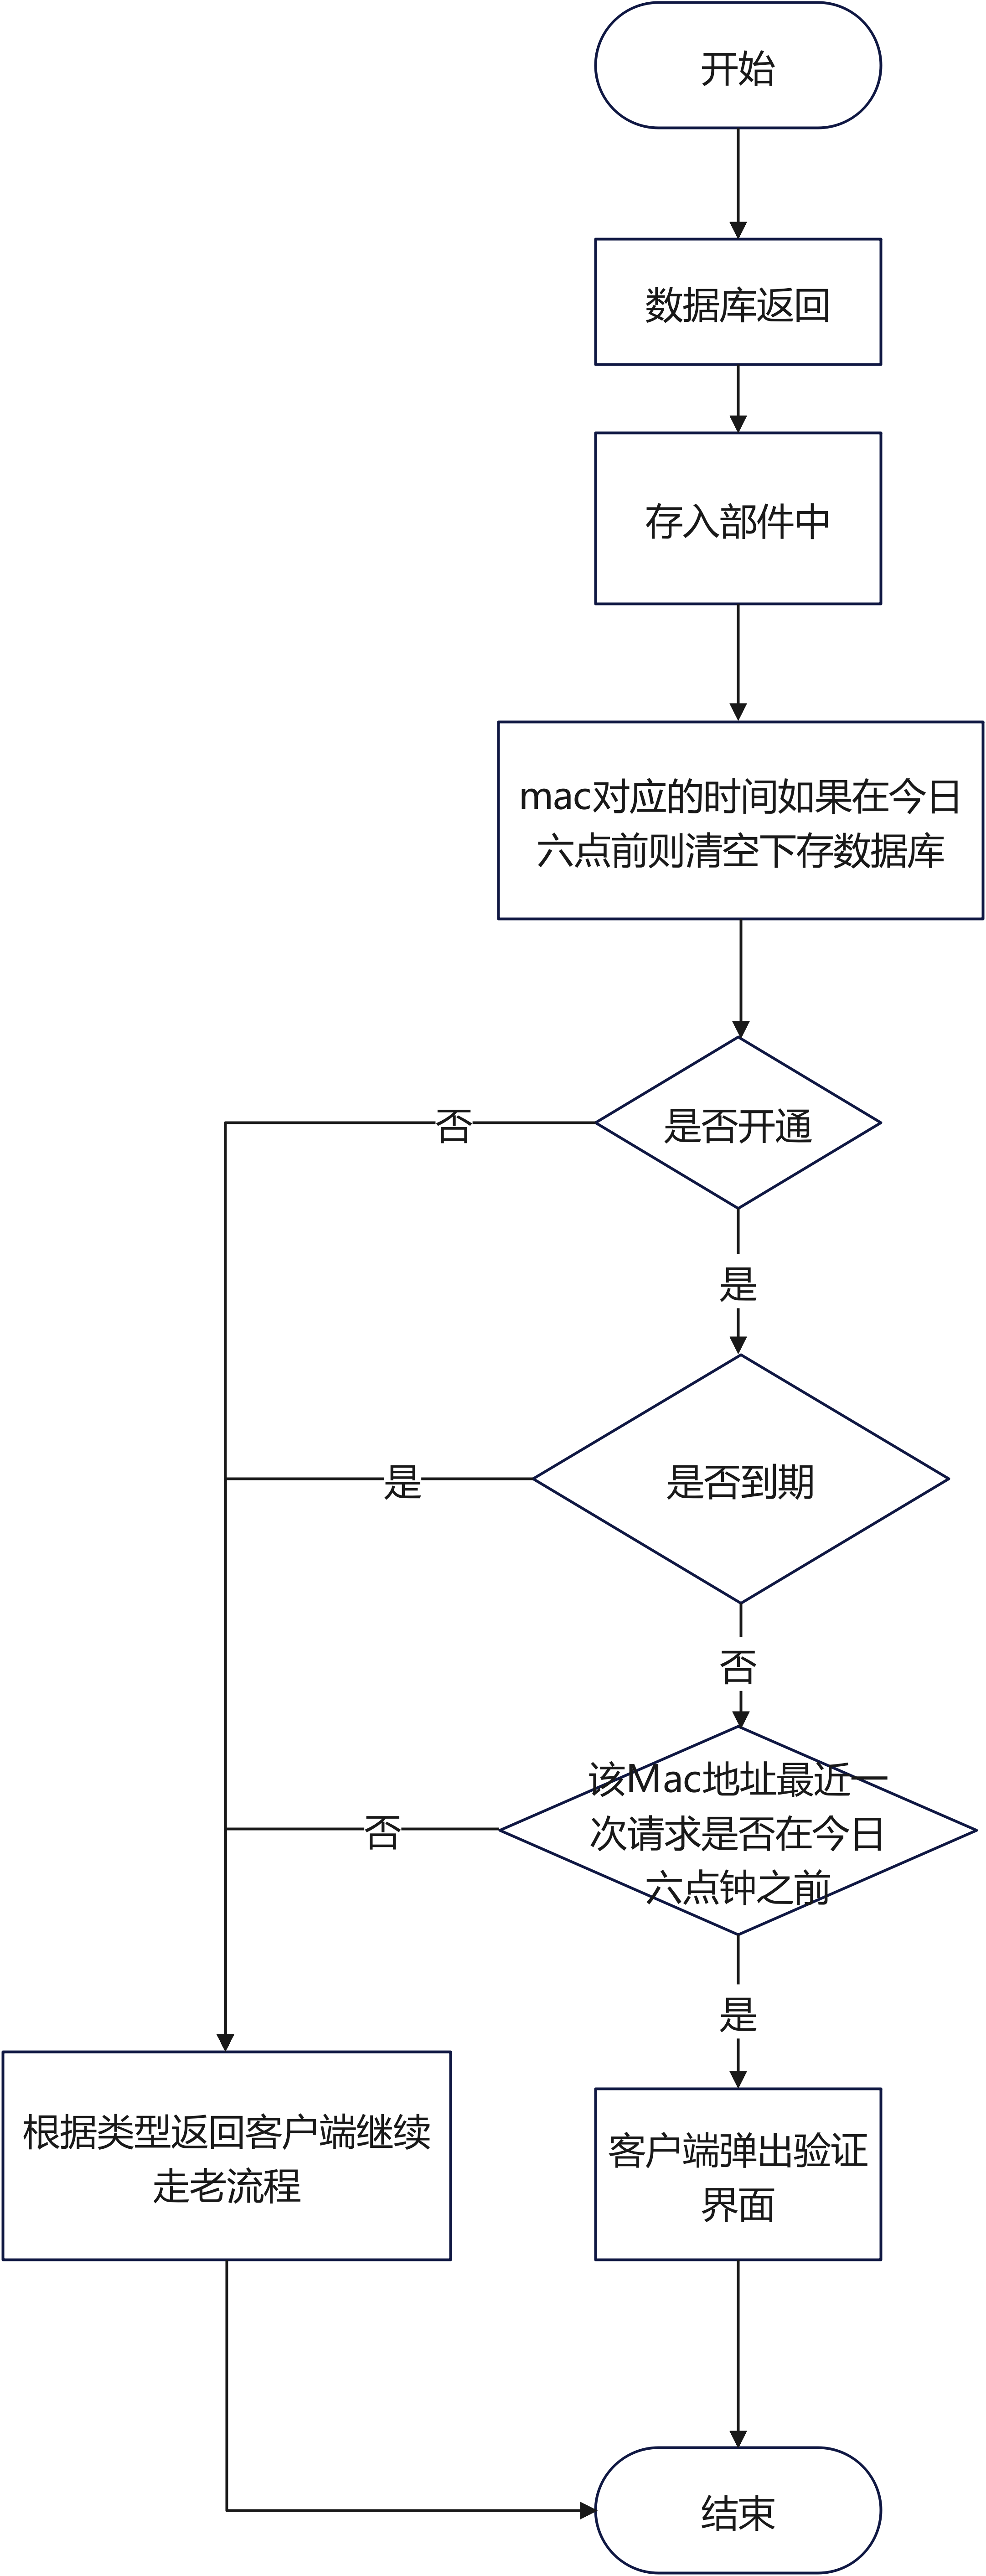 开始
数据库返回
存入部件中
mac对应的时间如果在今日
六点前则清空下存数据库
是否开通
否
是
是否到期
是
否
该Mac地址最近一
次请求是否在今日
六点钟之前
否
是
根据类型返回客户端继续
走老流程
客户端弹出验证
界面
结束